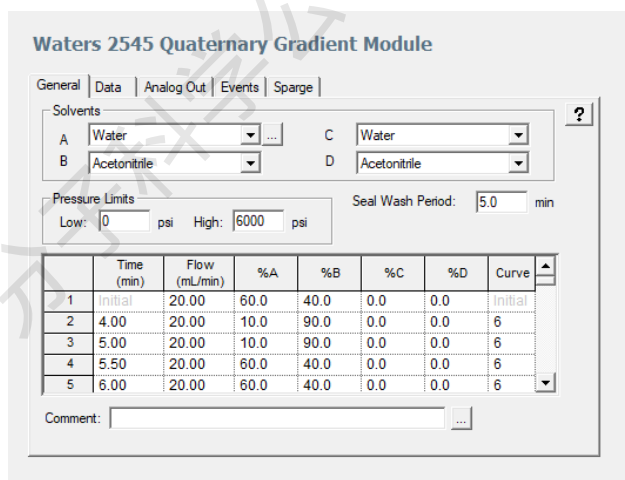 Waters 2545 Quaternary Gradient Module
General Data Analog Out Events Sparge
Solvents
?
A Water ... C Water
B Acetonitrile D Acetonitrile
Pressure Limits
Seal Wash Period: 5.0 min
Low: 0 psi High: 6000 psi
Time (min) Flow (mL/min) %A %B %C %D Curve
1 Initial 20.00 60.0 40.0 0.0 0.0 Initial
2 4.00 20.00 10.0 90.0 0.0 0.0 6
3 5.00 20.00 10.0 90.0 0.0 0.0 6
4 5.50 20.00 60.0 40.0 0.0 0.0 6
5 6.00 20.00 60.0 40.0 0.0 0.0 6
Comment: ...
分子科学公